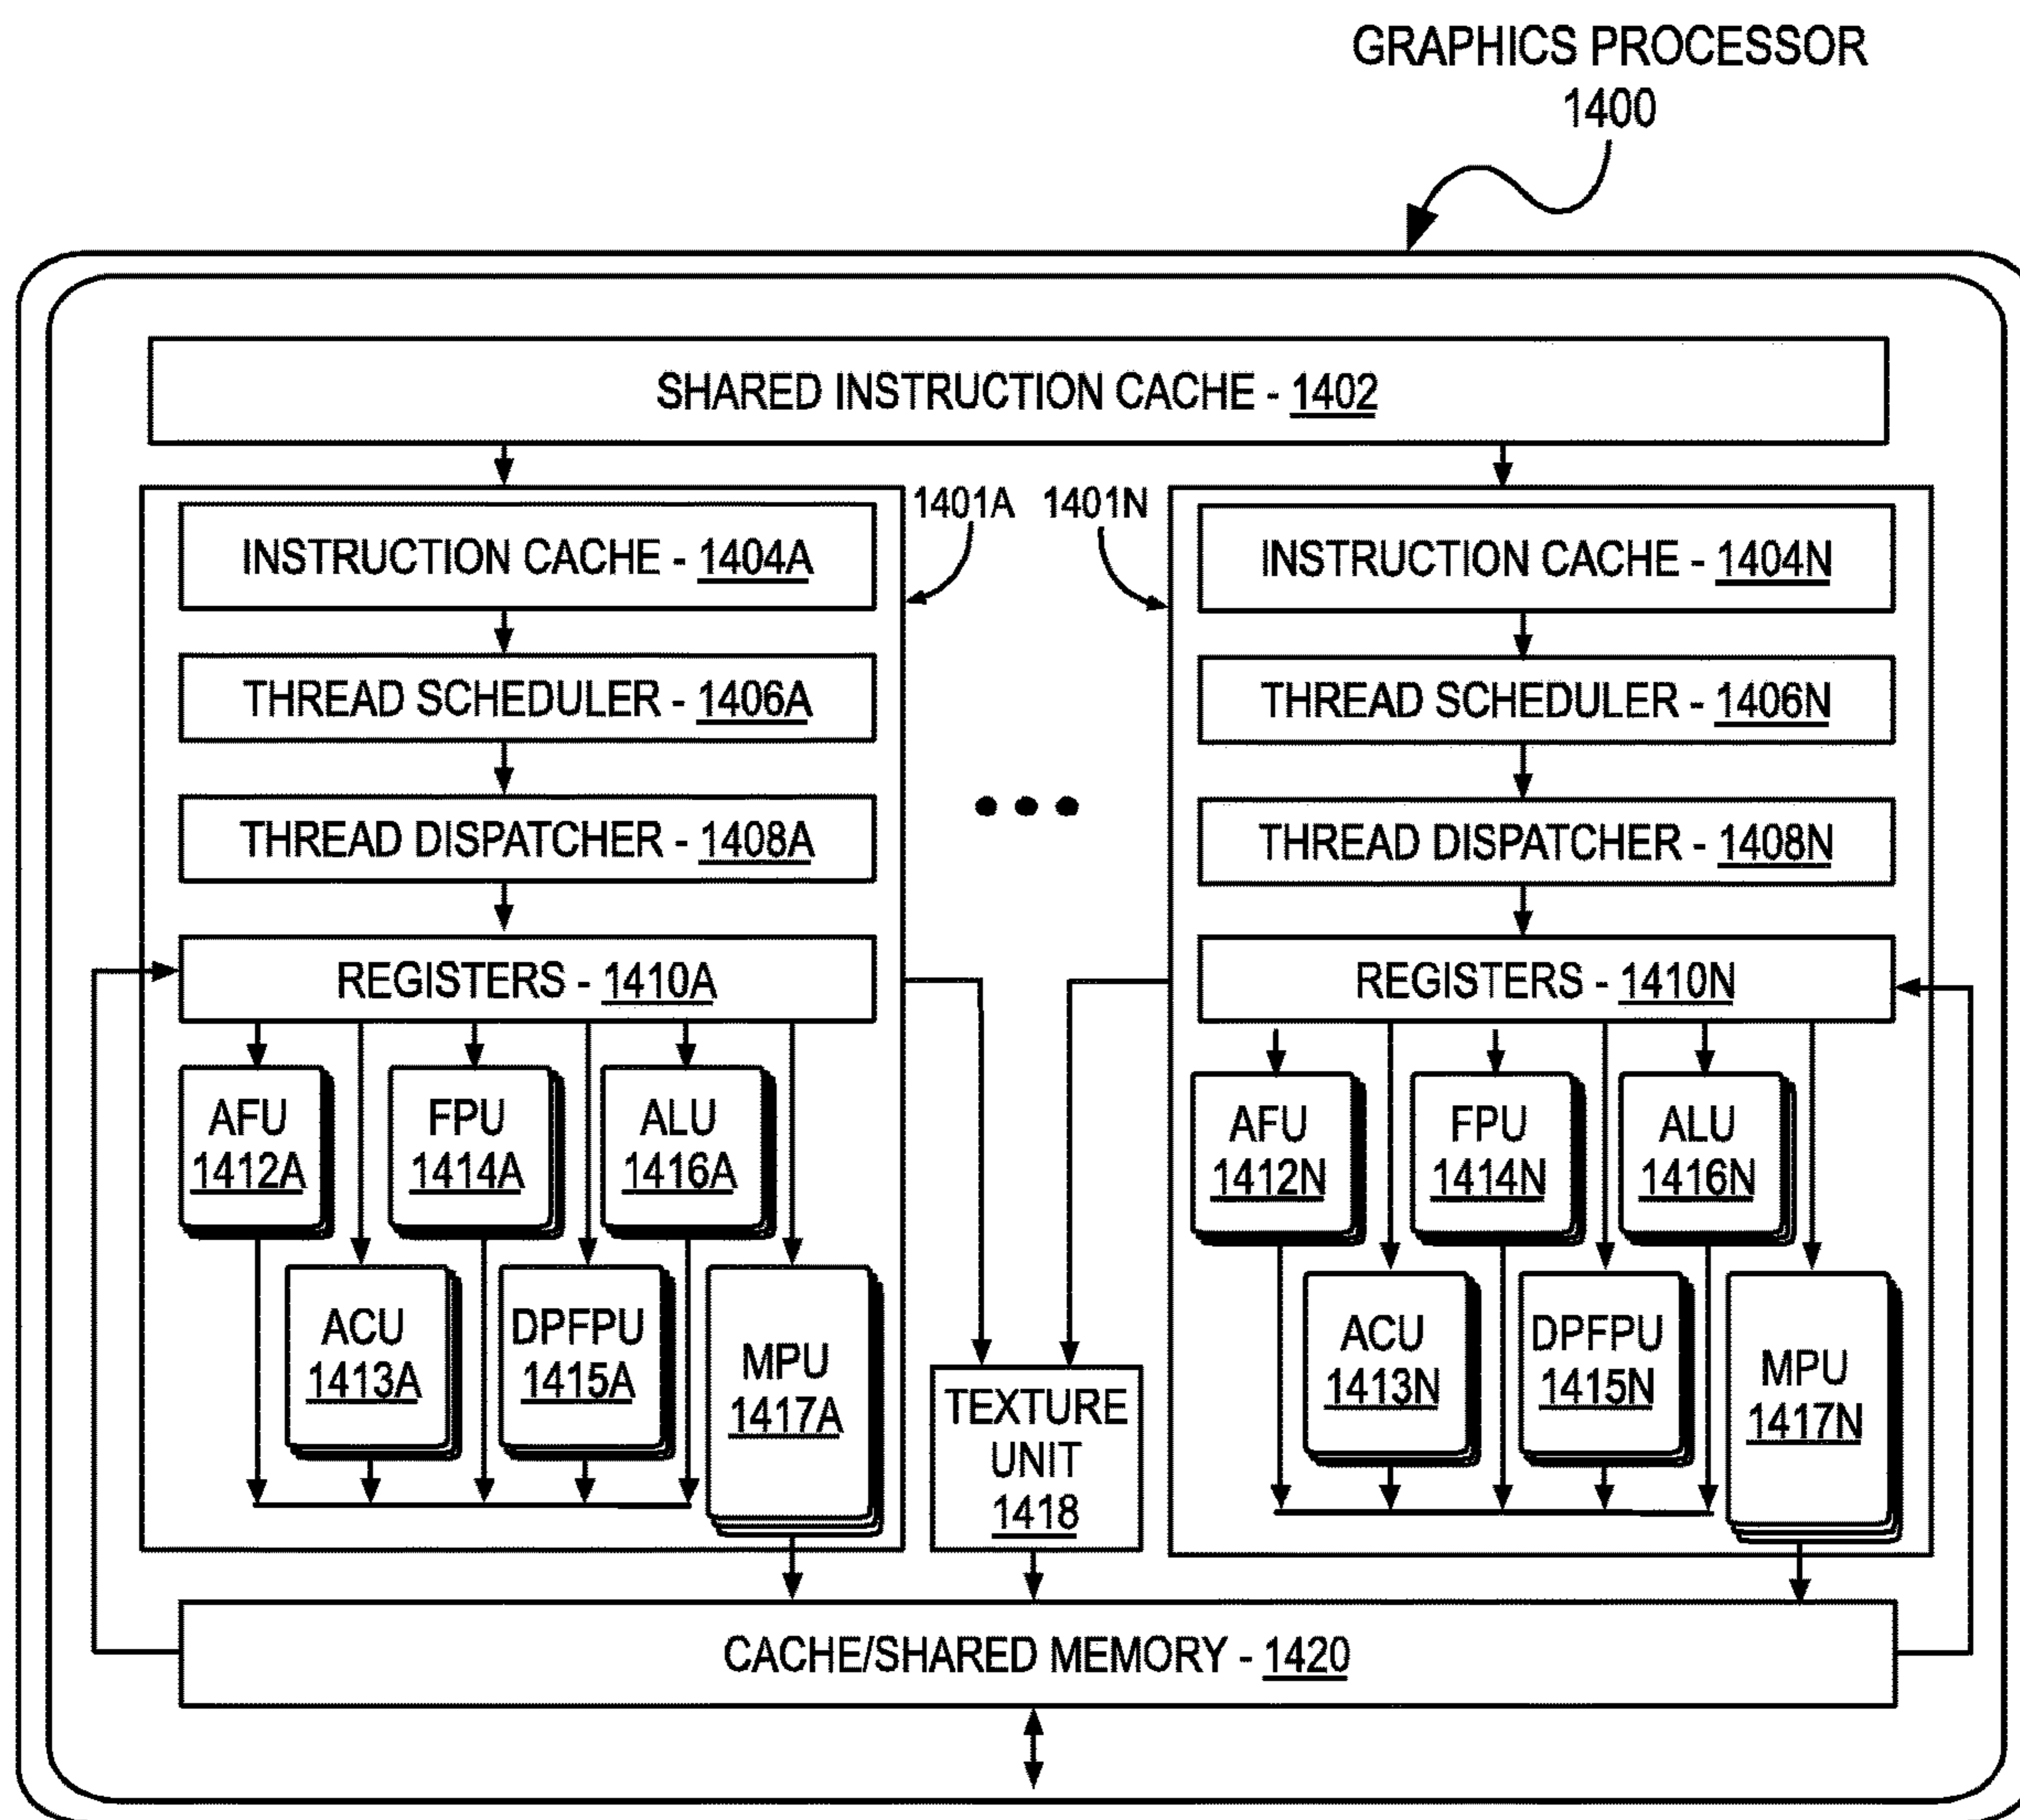 GRAPHICS PROCESSOR
1400
SHARED INSTRUCTION CACHE - 1402
1401A
1401N
INSTRUCTION CACHE - 1404A
THREAD SCHEDULER - 1406A
THREAD DISPATCHER - 1408A
REGISTERS - 1410A
AFU
1412A
FPU
1414A
ALU
1416A
ACU
1413A
DPFPU
1415A
MPU
1417A
TEXTURE
UNIT
1418
INSTRUCTION CACHE - 1404N
THREAD SCHEDULER - 1406N
THREAD DISPATCHER - 1408N
REGISTERS - 1410N
AFU
1412N
FPU
1414N
ALU
1416N
ACU
1413N
DPFPU
1415N
MPU
1417N
CACHE/SHARED MEMORY - 1420